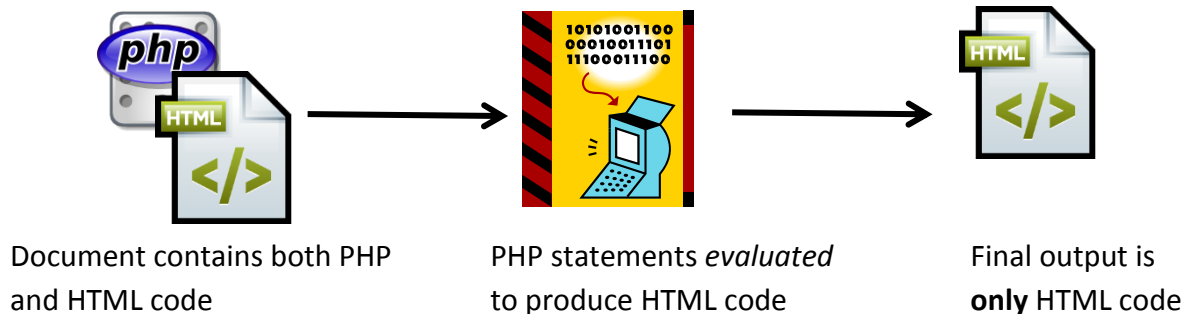 php
HTML
</>
10101001100
00010011101
11100011100
HTML
</>
Document contains both PHP
and HTML code
PHP statements evaluated
to produce HTML code
Final output is
only HTML code